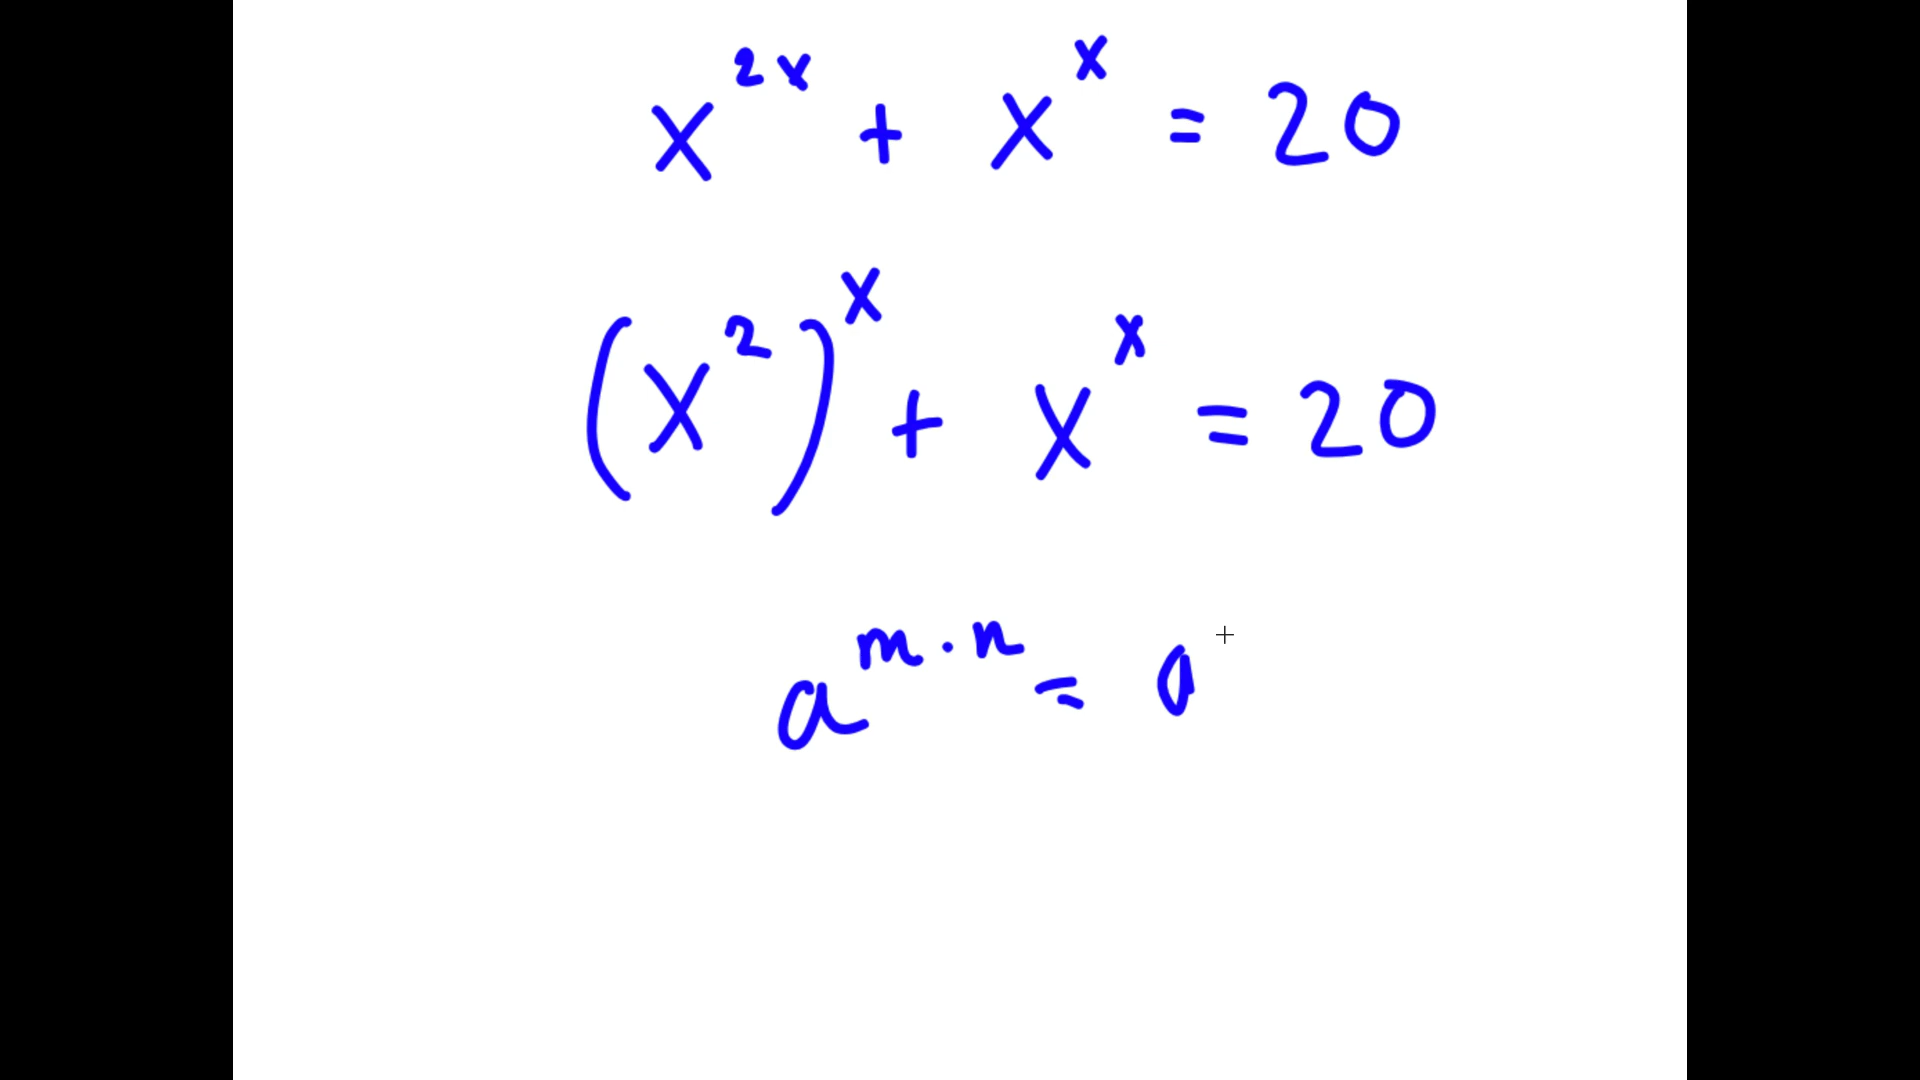 x^{2x} + x^x = 20
(x^2)^x + x^x = 20
a^{m·n} = a